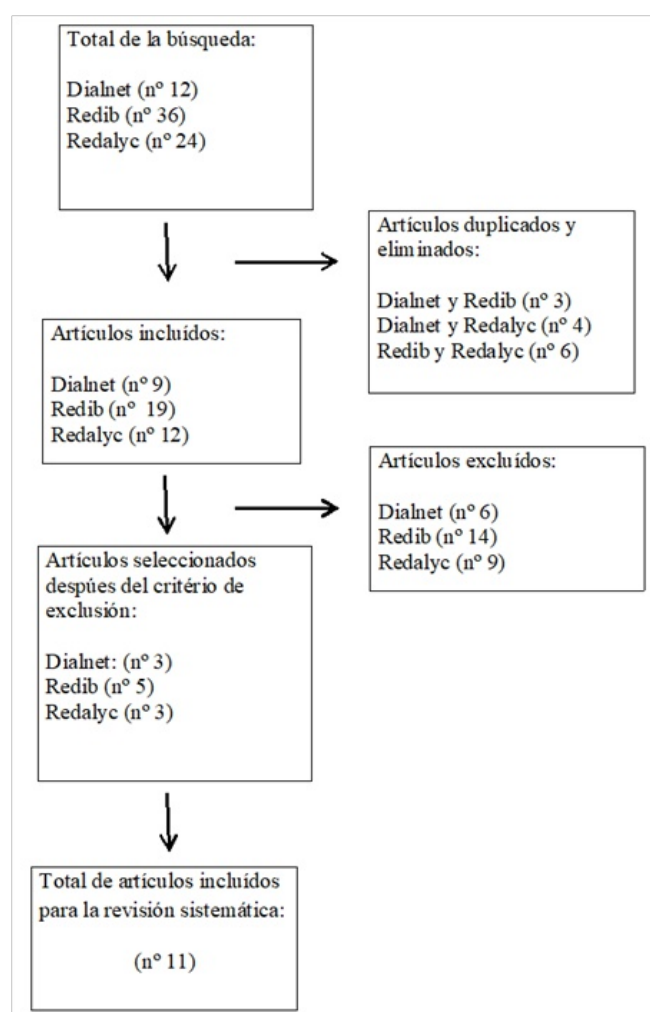 Total de la búsqueda:
Dialnet (nº 12)
Redib (nº 36)
Redalyc (nº 24)
Artículos duplicados y
eliminados:
Dialnet y Redib (nº 3)
Dialnet y Redalyc (nº 4)
Redib y Redalyc (nº 6)
Artículos incluídos:
Dialnet (nº 9)
Redib (nº 19)
Redalyc (nº 12)
Artículos excluídos:
Dialnet (nº 6)
Redib (nº 14)
Redalyc (nº 9)
Artículos seleccionados
despúes del critério de
exclusión:
Dialnet: (nº 3)
Redib (nº 5)
Redalyc (nº 3)
Total de artículos incluídos
para la revisión sistemática:
(nº 11)